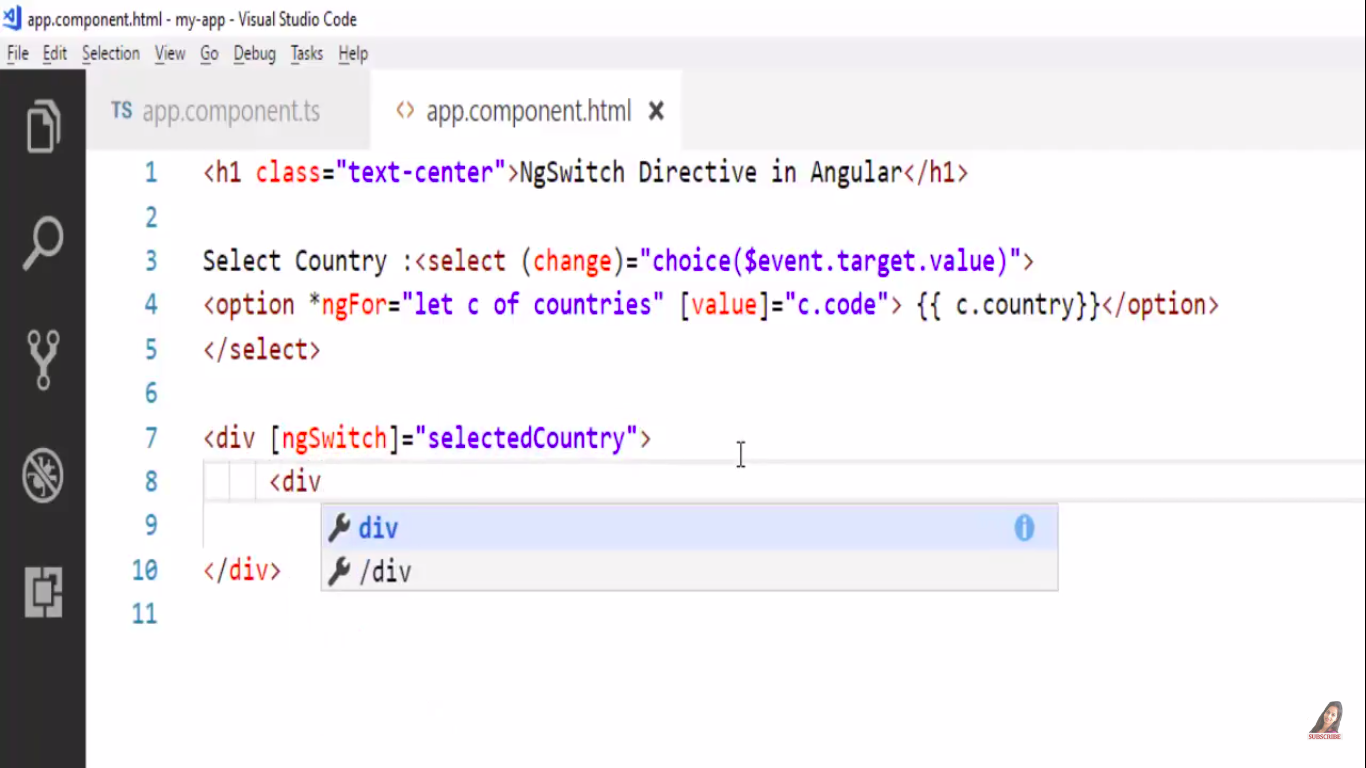 app.component.html - my-app - Visual Studio Code
File Edit Selection View Go Debug Tasks Help
TS app.component.ts <> app.component.html ×
1 <h1 class="text-center">NgSwitch Directive in Angular</h1>
2
3 Select Country :<select (change)="choice($event.target.value)">
4 <option *ngFor="let c of countries" [value]="c.code"> {{ c.country}}</option>
5 </select>
6
7 <div [ngSwitch]="selectedCountry">
8 <div
9
div
/div
10 </div>
11
SUBSCRIBE